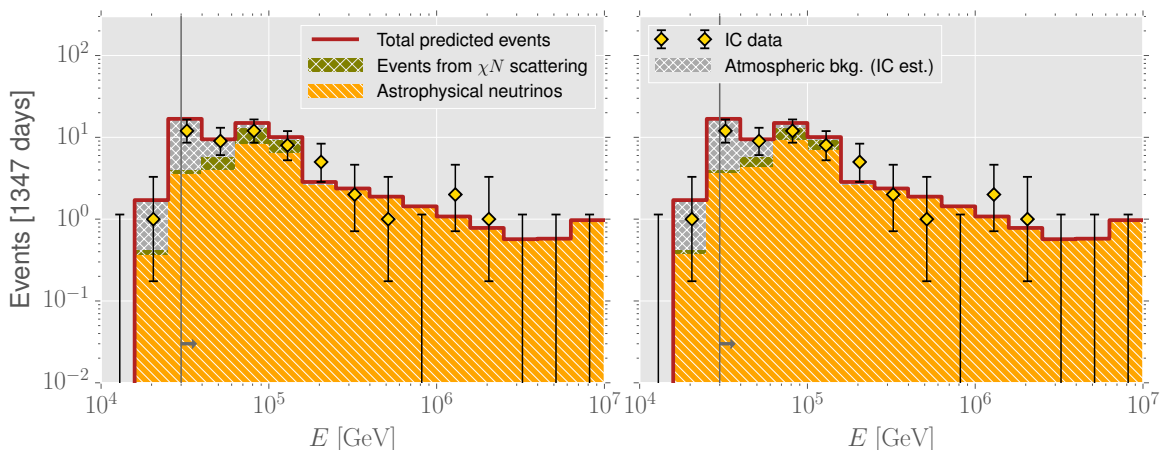 Events [1347 days]
10^2
10^1
10^0
10^{-1}
10^{-2}
Total predicted events
Events from χN scattering
Astrophysical neutrinos
10^4 10^5 10^6 10^7
E [GeV]
IC data
Atmospheric bkg. (IC est.)
10^4 10^5 10^6 10^7
E [GeV]